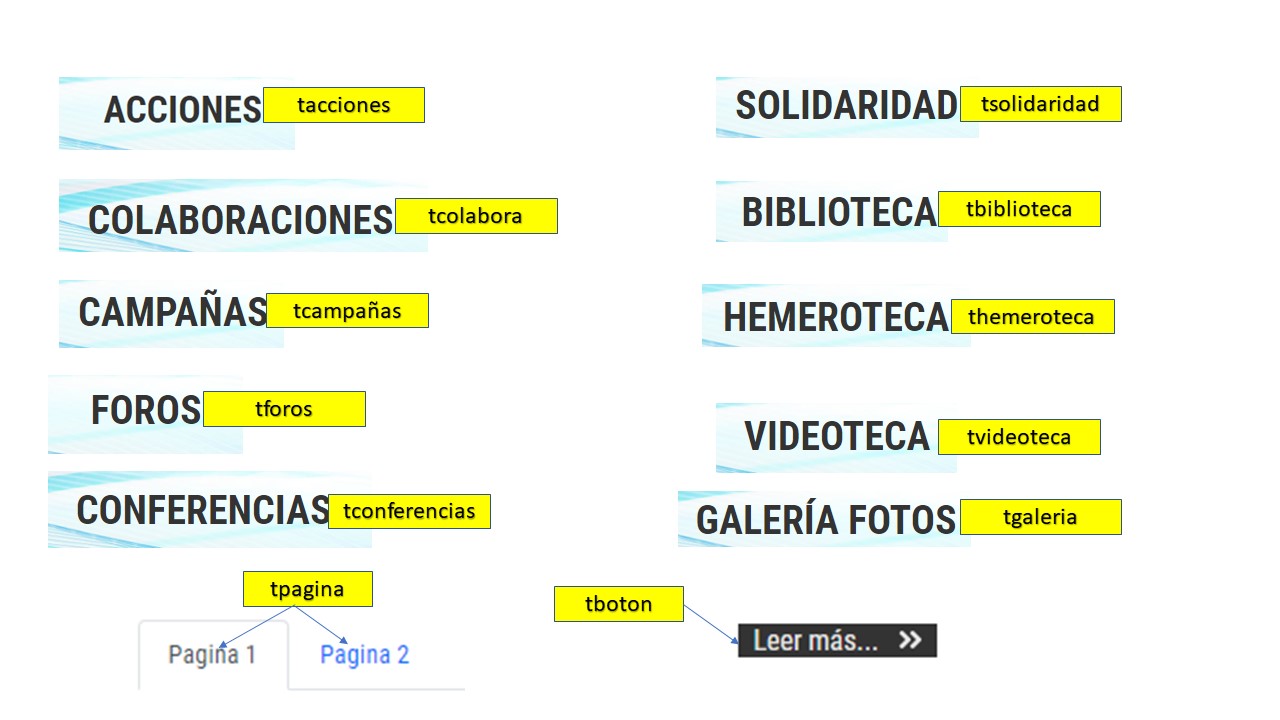 ACCIONES tacciones
SOLIDARIDAD tsolidaridad
COLABORACIONES tcolabora
BIBLIOTECA tbiblioteca
CAMPAÑAS tcampañas
HEMEROTECA themeroteca
FOROS tforos
VIDEOTECA tvideoteca
CONFERENCIAS tconferencias
GALERÍA FOTOS tgaleria
tpagina
tboton
Pagina 1
Pagina 2
Leer más... »